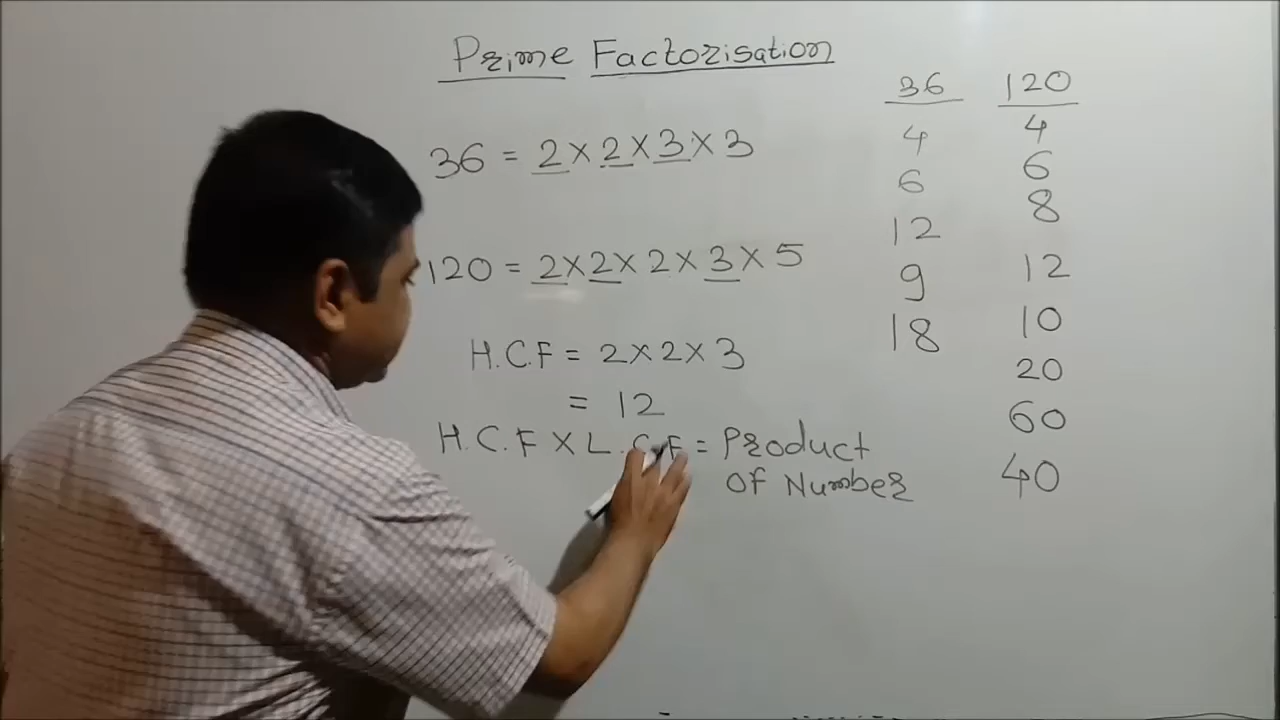 Prime Factorisation
36 = 2 X 2 X 3 X 3
120 = 2 X 2 X 2 X 3 X 5
H.C.F = 2 X 2 X 3
= 12
H.C.F X L.C.F = Product
Of Number
36
4
6
12
9
18
120
4
6
8
12
10
20
60
40